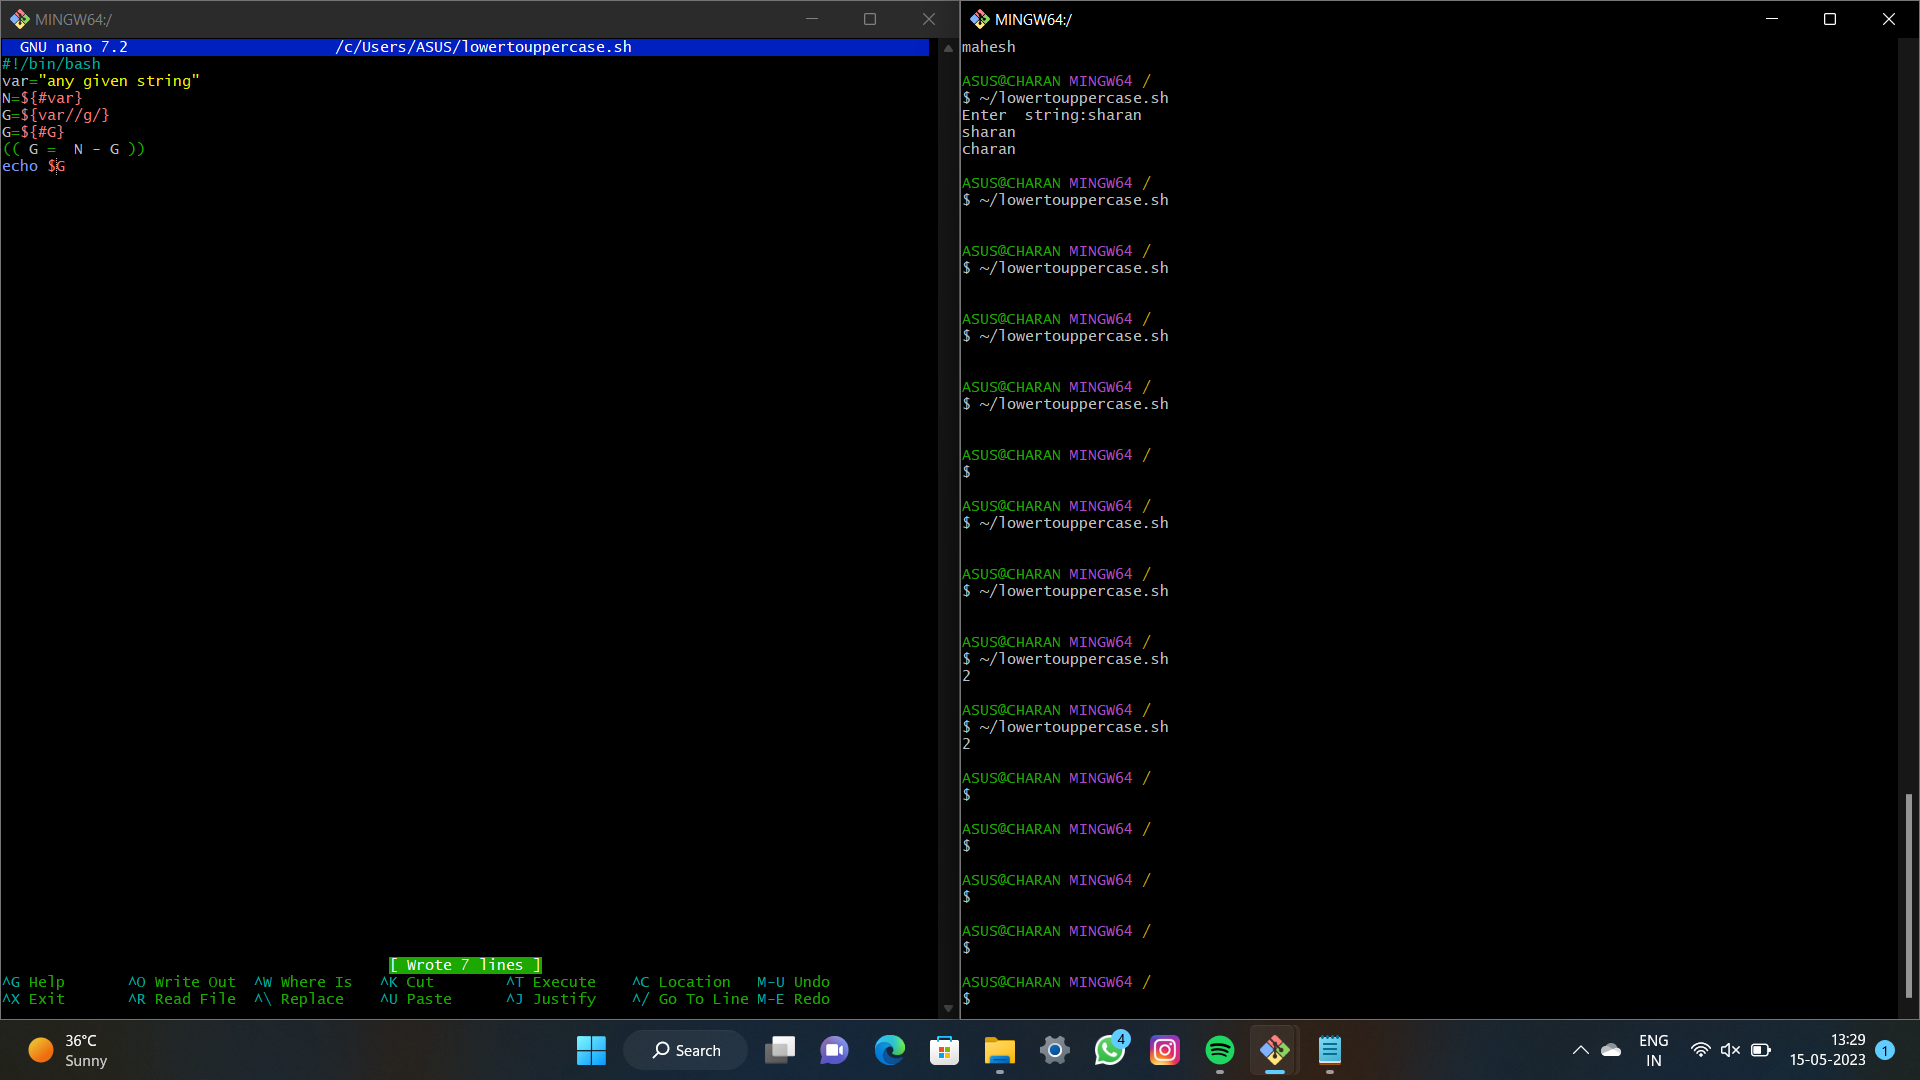 MINGW64:/
GNU nano 7.2 /c/Users/ASUS/lowertouppercase.sh
#!/bin/bash
var="any given string"
N=${#var}
G=${var//g/}
G=${#G}
(( G =  N - G ))
echo $G
[ Wrote 7 lines ]
^G Help ^O Write Out ^W Where Is ^K Cut ^T Execute ^C Location M-U Undo
^X Exit ^R Read File ^\ Replace ^U Paste ^J Justify ^/ Go To Line M-E Redo
MINGW64:/
mahesh
ASUS@CHARAN MINGW64 /
$ ~/lowertouppercase.sh
Enter  string:sharan
sharan
charan
ASUS@CHARAN MINGW64 /
$ ~/lowertouppercase.sh
ASUS@CHARAN MINGW64 /
$ ~/lowertouppercase.sh
ASUS@CHARAN MINGW64 /
$ ~/lowertouppercase.sh
ASUS@CHARAN MINGW64 /
$ ~/lowertouppercase.sh
ASUS@CHARAN MINGW64 /
$
ASUS@CHARAN MINGW64 /
$ ~/lowertouppercase.sh
ASUS@CHARAN MINGW64 /
$ ~/lowertouppercase.sh
ASUS@CHARAN MINGW64 /
$ ~/lowertouppercase.sh
2
ASUS@CHARAN MINGW64 /
$ ~/lowertouppercase.sh
2
ASUS@CHARAN MINGW64 /
$
ASUS@CHARAN MINGW64 /
$
ASUS@CHARAN MINGW64 /
$
ASUS@CHARAN MINGW64 /
$
ASUS@CHARAN MINGW64 /
$
36°C
Sunny
Search
4
ENG
IN
13:29
15-05-2023
1